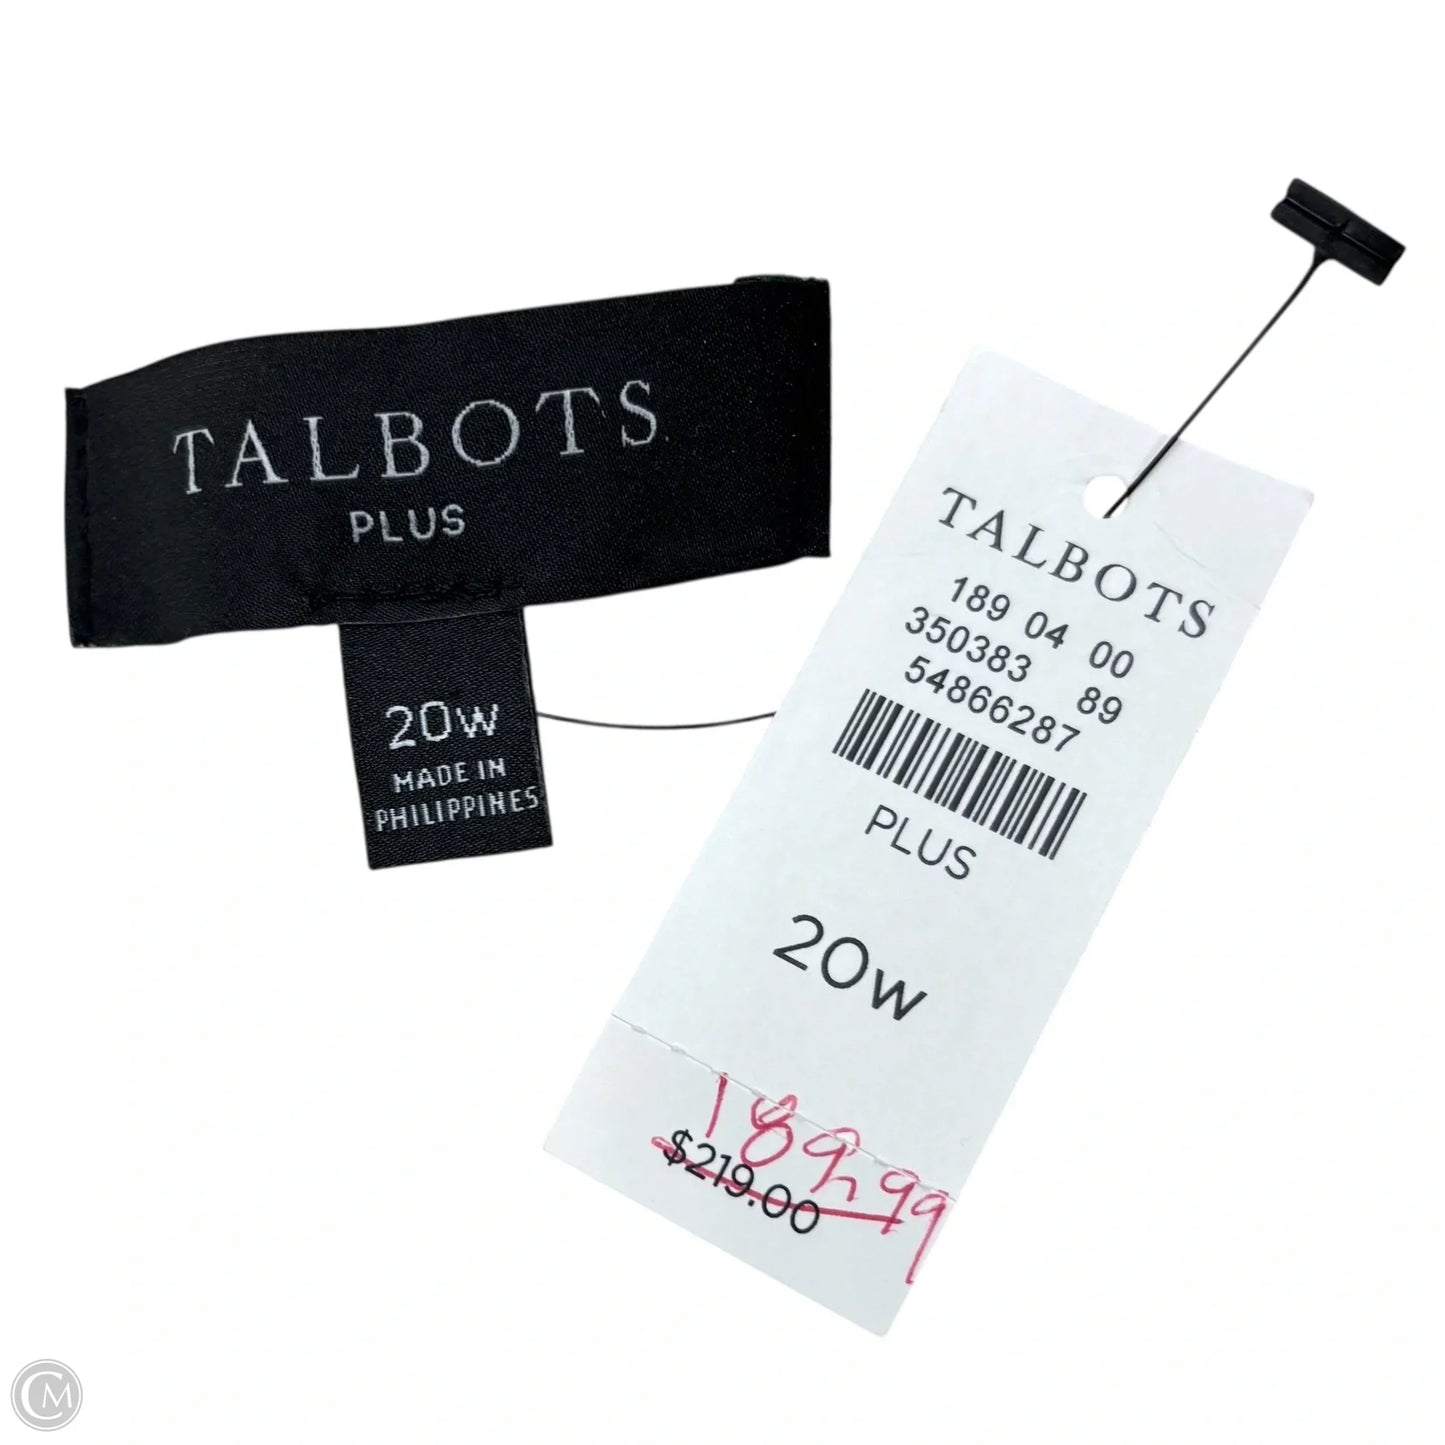 TALBOTS
PLUS
20W
MADE IN
PHILIPPINES
TALBOTS
189 04 00
350383 89
54866287
PLUS
20W
189.99
$219.00
CM